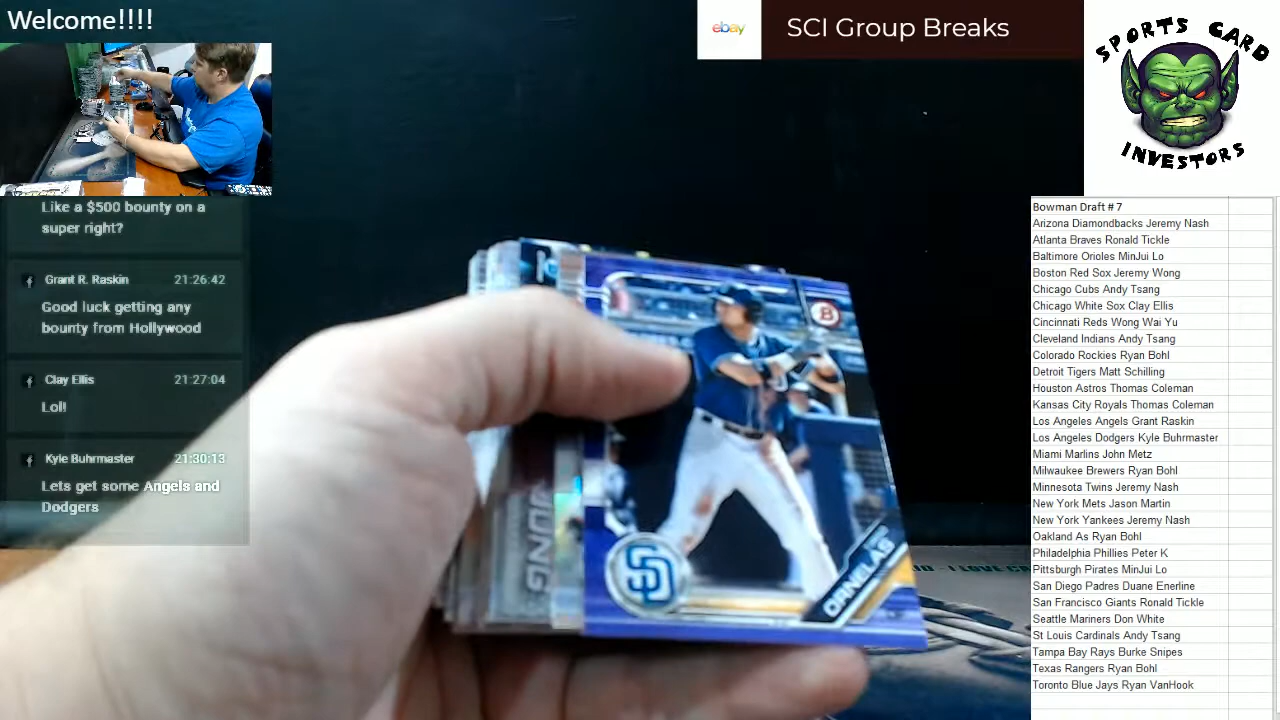 Welcome!!!!
ebay
SCI Group Breaks
SPORTS CARD
INVESTORS
Like a $500 bounty on a
super right?
Grant R. Raskin 21:26:42
Good luck getting any
bounty from Hollywood
Clay Ellis 21:27:04
Lol!
Kyle Buhrmaster 21:30:13
Lets get some Angels and
Dodgers
B
SD
ORNELAS
JUNG
Bowman Draft # 7
Arizona Diamondbacks Jeremy Nash
Atlanta Braves Ronald Tickle
Baltimore Orioles MinJui Lo
Boston Red Sox Jeremy Wong
Chicago Cubs Andy Tsang
Chicago White Sox Clay Ellis
Cincinnati Reds Wong Wai Yu
Cleveland Indians Andy Tsang
Colorado Rockies Ryan Bohl
Detroit Tigers Matt Schilling
Houston Astros Thomas Coleman
Kansas City Royals Thomas Coleman
Los Angeles Angels Grant Raskin
Los Angeles Dodgers Kyle Buhrmaster
Miami Marlins John Metz
Milwaukee Brewers Ryan Bohl
Minnesota Twins Jeremy Nash
New York Mets Jason Martin
New York Yankees Jeremy Nash
Oakland As Ryan Bohl
Philadelphia Phillies Peter K
Pittsburgh Pirates MinJui Lo
San Diego Padres Duane Enerline
San Francisco Giants Ronald Tickle
Seattle Mariners Don White
St Louis Cardinals Andy Tsang
Tampa Bay Rays Burke Snipes
Texas Rangers Ryan Bohl
Toronto Blue Jays Ryan VanHook